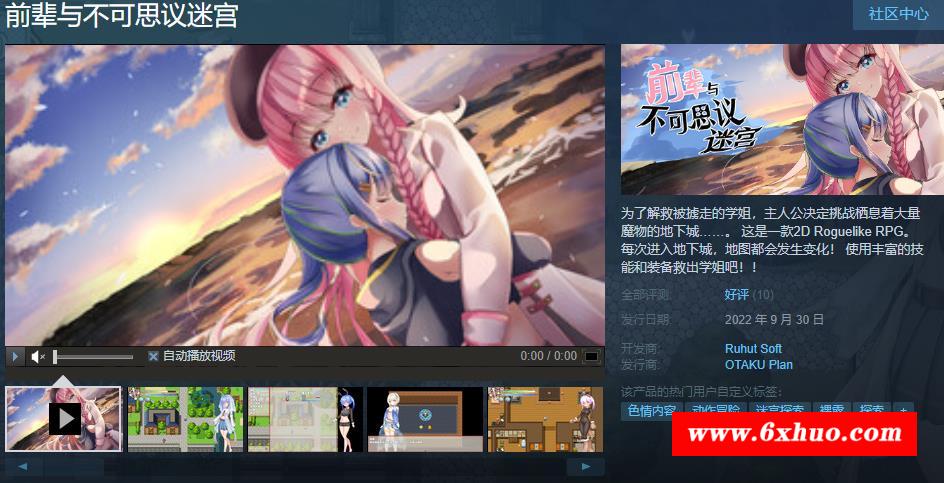 前辈与不可思议迷宫
社区中心
前辈与
不可思议
迷宫
为了解救被掳走的学姐，主人公决定挑战栖息着大量
魔物的地下城……。 这是一款2D Roguelike RPG。
每次进入地下城，地图都会发生变化！ 使用丰富的技
能和装备救出学姐吧！！
全部评测: 好评 (10)
发行日期: 2022 年 9 月 30 日
开发商: Ruhut Soft
发行商: OTAKU Plan
该产品的热门用户自定义标签:
色情内容 动作冒险 迷宫探索 裸露 探索 +
www.6xhuo.com
自动播放视频 0:00 / 0:00